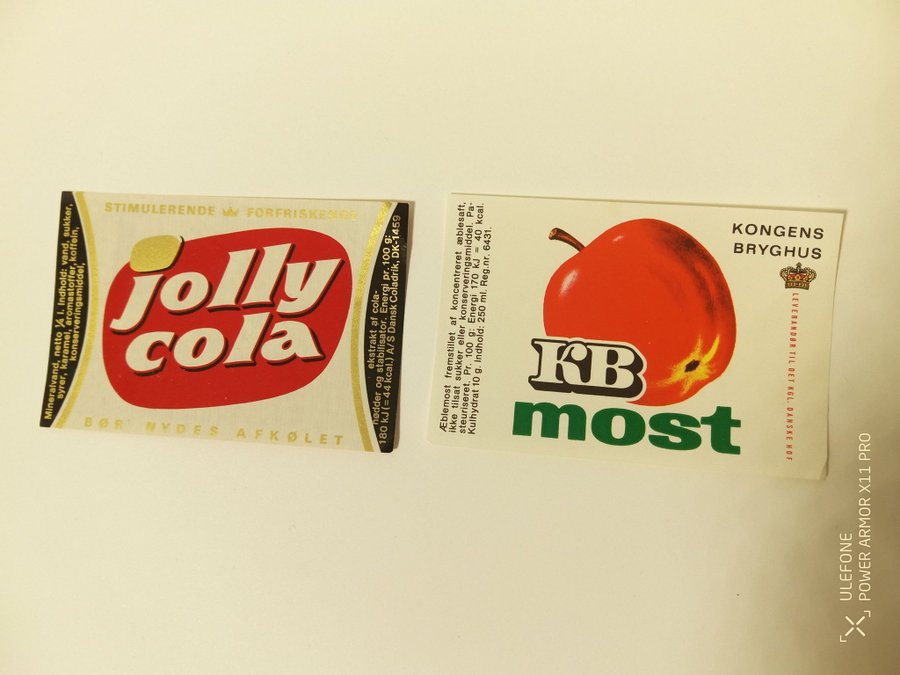 STIMULERENDE FORFRISKENDE
Mineralvand, netto ¼ l. Indhold: vand, sukker,
syrer, karamel, aromastoffer, koffein,
konserveringsmiddel,
jolly
cola
ekstrakt af cola-
nødder og stabilisator. Energi pr. 100 g:
180 kJ (= 44 kcal.) A/S Dansk Coladrik, DK-1459
BØR NYDES AFKØLET
Æblemost fremstillet af koncentreret æblesaft,
ikke tilsat sukker eller konserveringsmiddel. Pa-
steuriseret. Pr. 100 g: Energi 170 kJ = 40 kcal.
Kulhydrat 10 g. Indhold: 250 ml. Reg.nr. 6431.
KB
most
KONGENS
BRYGHUS
LEVERANDØR TIL DET KGL. DANSKE HOF
ULEFONE
POWER ARMOR X11 PRO